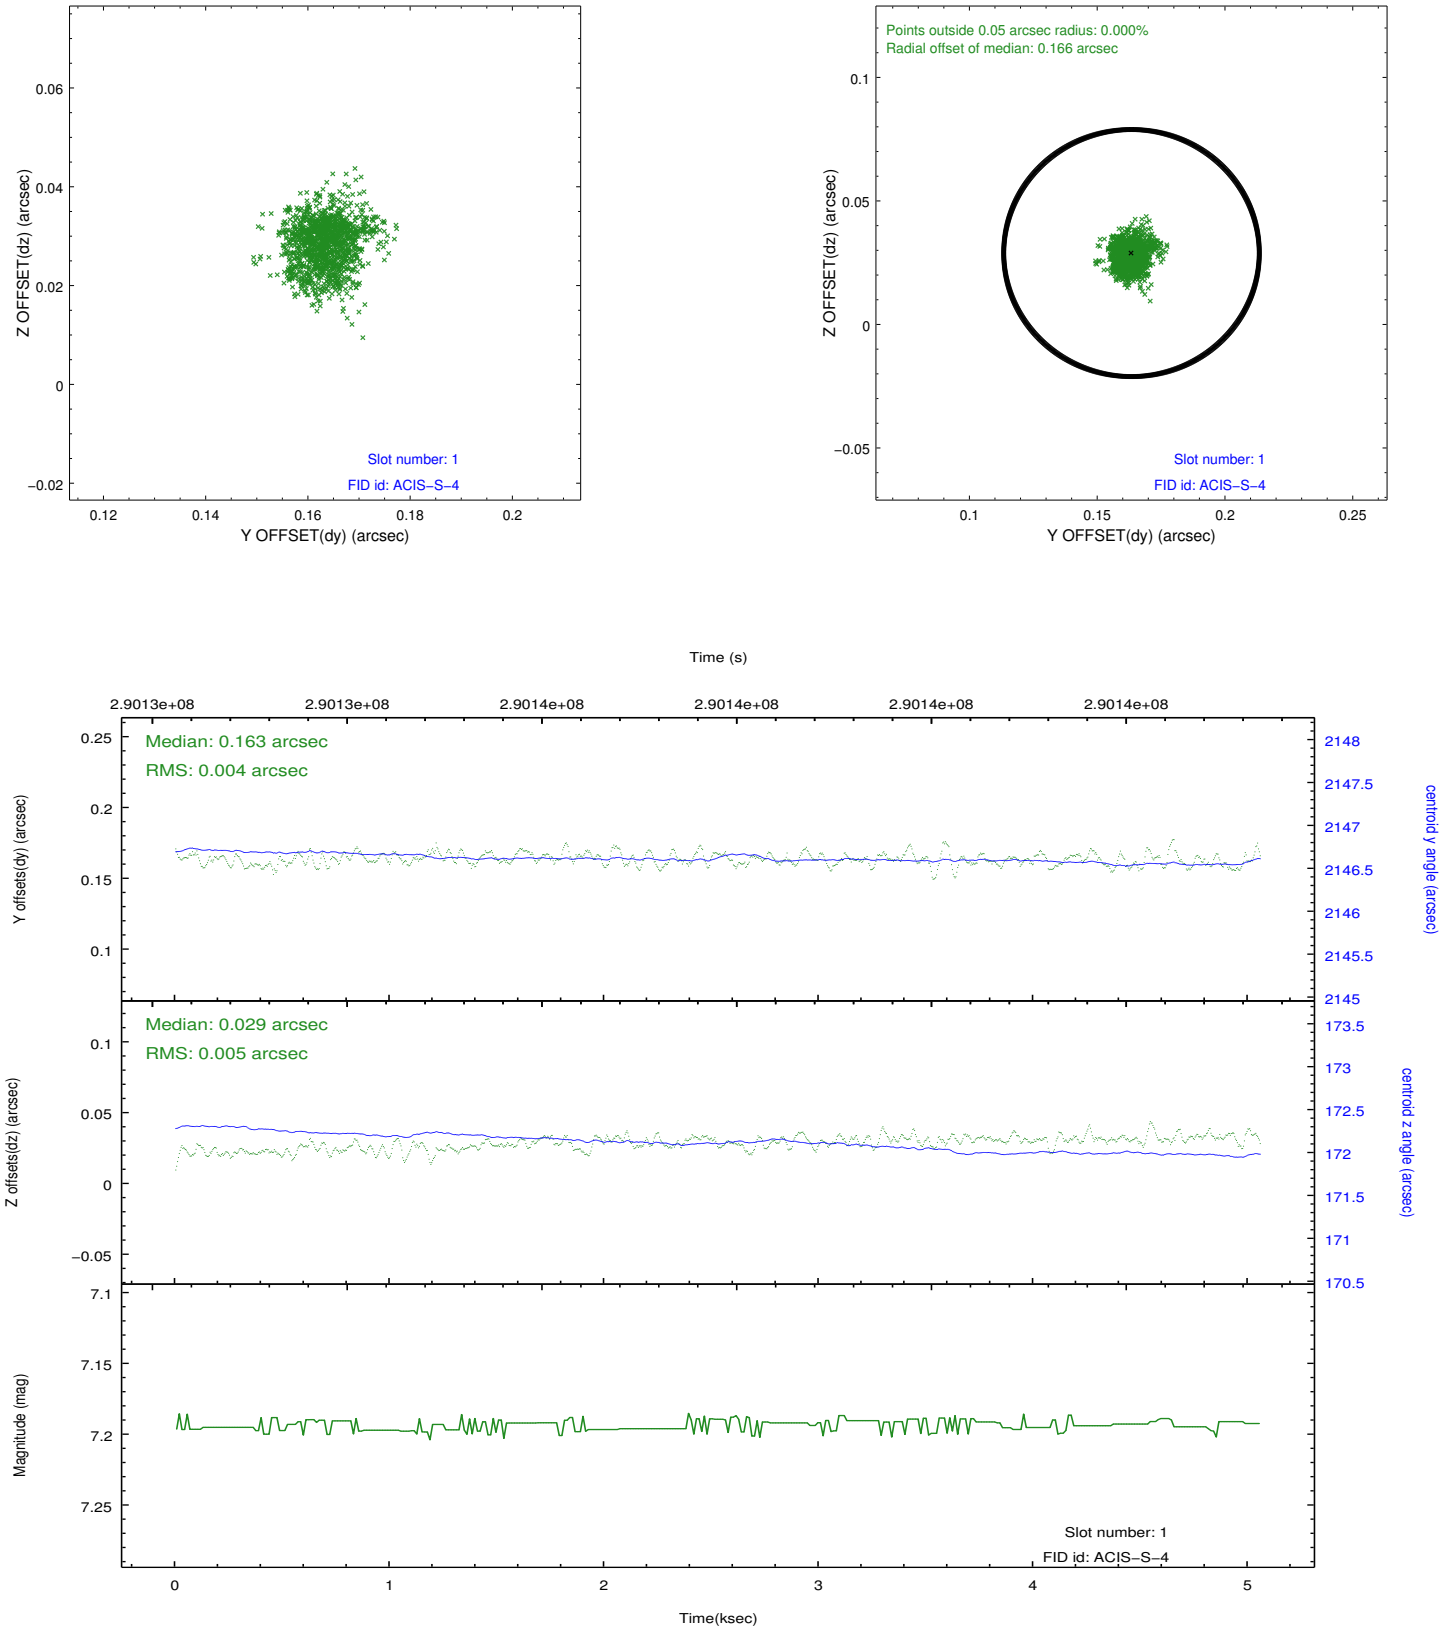 Z OFFSET(dz) (arcsec)
0.06
0.04
0.02
0
−0.02
Slot number: 1
FID id: ACIS−S−4
0.12
0.14
0.16
0.18
0.2
Y OFFSET(dy) (arcsec)
Points outside 0.05 arcsec radius: 0.000%
Radial offset of median: 0.166 arcsec
Z OFFSET(dz) (arcsec)
0.1
0.05
0
−0.05
Slot number: 1
FID id: ACIS−S−4
0.1
0.15
0.2
0.25
Y OFFSET(dy) (arcsec)
Time (s)
2.9013e+08
2.9013e+08
2.9014e+08
2.9014e+08
2.9014e+08
2.9014e+08
Y offsets(dy) (arcsec)
0.25
0.2
0.15
0.1
Median: 0.163 arcsec
RMS: 0.004 arcsec
2148
2147.5
2147
2146.5
2146
2145.5
2145
centroid y angle (arcsec)
Z offsets(dz) (arcsec)
0.1
0.05
0
−0.05
Median: 0.029 arcsec
RMS: 0.005 arcsec
173.5
173
172.5
172
171.5
171
170.5
centroid z angle (arcsec)
Magnitude (mag)
7.1
7.15
7.2
7.25
Slot number: 1
FID id: ACIS−S−4
0
1
2
3
4
5
Time(ksec)